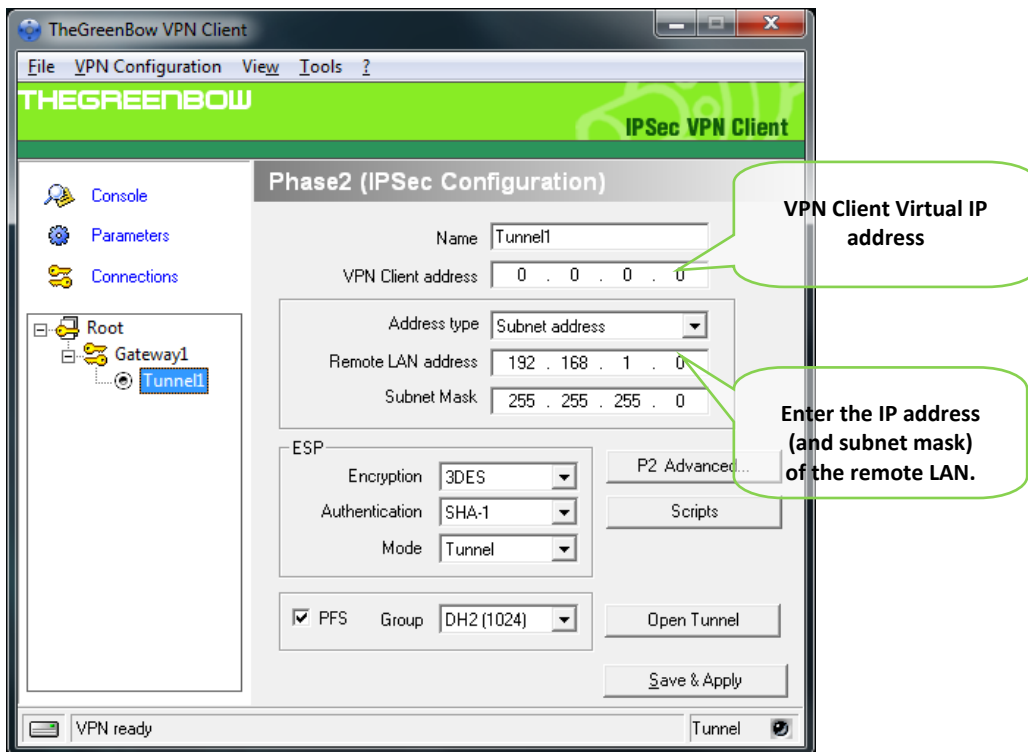 TheGreenBow VPN Client
File VPN Configuration View Tools ?
THEGREENBOW
IPSec VPN Client
Console
Parameters
Connections
Root
Gateway1
Tunnel1
Phase2 (IPSec Configuration)
Name Tunnel1
VPN Client address 0 . 0 . 0 . 0
Address type Subnet address
Remote LAN address 192 . 168 . 1 . 0
Subnet Mask 255 . 255 . 255 . 0
ESP
Encryption 3DES
Authentication SHA-1
Mode Tunnel
P2 Advanced...
Scripts
PFS Group DH2 (1024)
Open Tunnel
Save & Apply
VPN ready
Tunnel
VPN Client Virtual IP
address
Enter the IP address
(and subnet mask)
of the remote LAN.